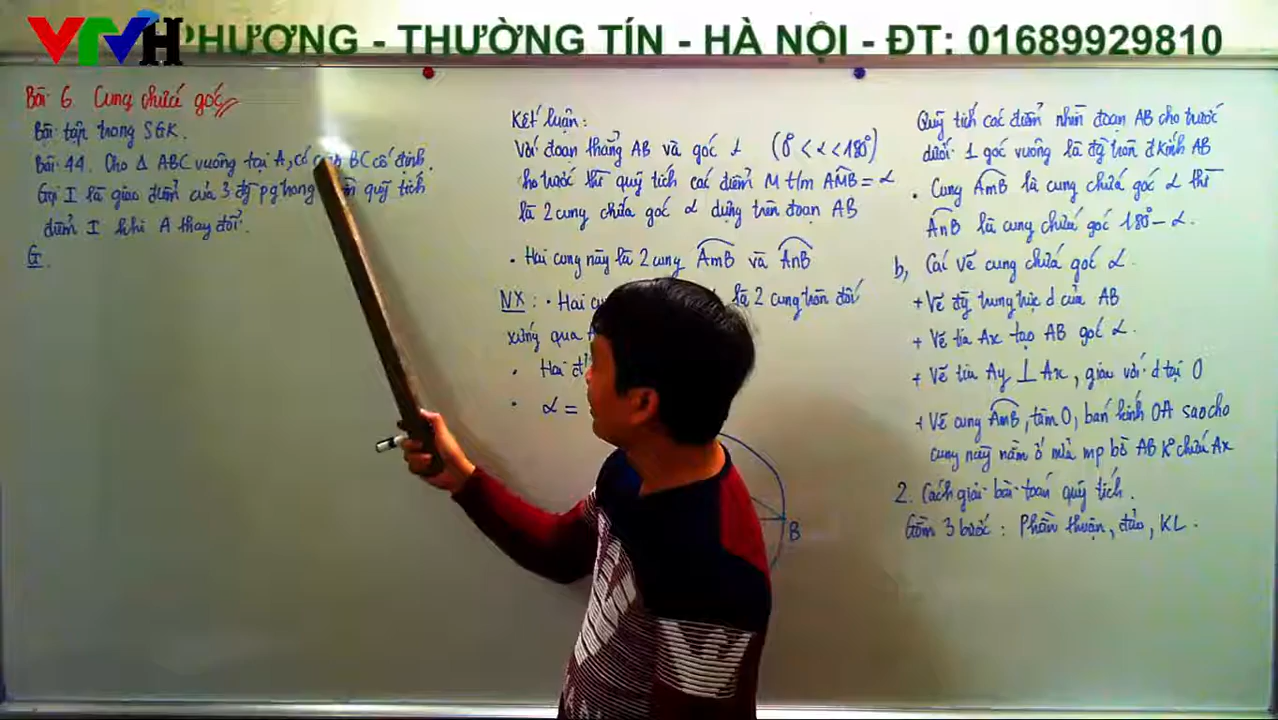 VTVH
PHƯƠNG - THƯỜNG TÍN - HÀ NỘI - ĐT: 01689929810
Bài 6 Cung chứa góc
Bài tập trong SGK.
Bài 44. Cho Δ ABC vuông tại A, có BC cố định.
Gọi I là giao điểm của 3 đg pg trong quỹ tích
điểm I khi A thay đổi.
G
Kết luận:
Với đoạn thẳng AB và góc α (0° < α < 180°)
cho trước thì quỹ tích các điểm M t/m AMB = α
là 2 cung chứa góc α dựng trên đoạn AB
. Hai cung này là 2 cung AmB và AnB
NX : . Hai là 2 cung tròn đối
xứng qua
. Hai
. α =
B
Quỹ tích các điểm nhìn đoạn AB cho trước
dưới 1 góc vuông là đg tròn đkính AB
. Cung AmB là cung chứa góc α thì
AnB là cung chứa góc 180° - α.
b, Cách vẽ cung chứa góc α.
+ Vẽ đg trung trực d của AB
+ Vẽ tia Ax tạo AB góc α.
+ Vẽ tia Ay ⊥ Ax, giao với d tại O
+ Vẽ cung AmB, tâm O, bán kính OA sao cho
cung này nằm ở nửa mp bờ AB K° chứa Ax
2. Cách giải bài toán quỹ tích.
Gồm 3 bước : Phần thuận, đảo, KL.